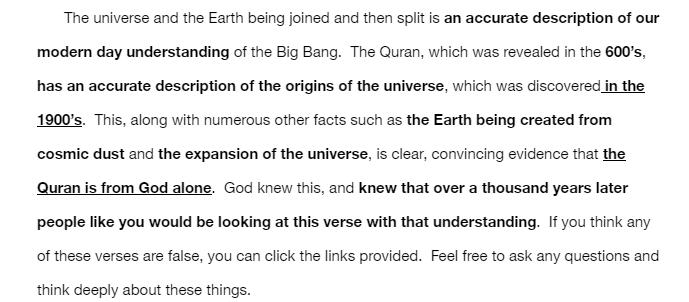 The universe and the Earth being joined and then split is an accurate description of our
modern day understanding of the Big Bang. The Quran, which was revealed in the 600's,
has an accurate description of the origins of the universe, which was discovered in the
1900's. This, along with numerous other facts such as the Earth being created from
cosmic dust and the expansion of the universe, is clear, convincing evidence that the
Quran is from God alone. God knew this, and knew that over a thousand years later
people like you would be looking at this verse with that understanding. If you think any
of these verses are false, you can click the links provided. Feel free to ask any questions and
think deeply about these things.